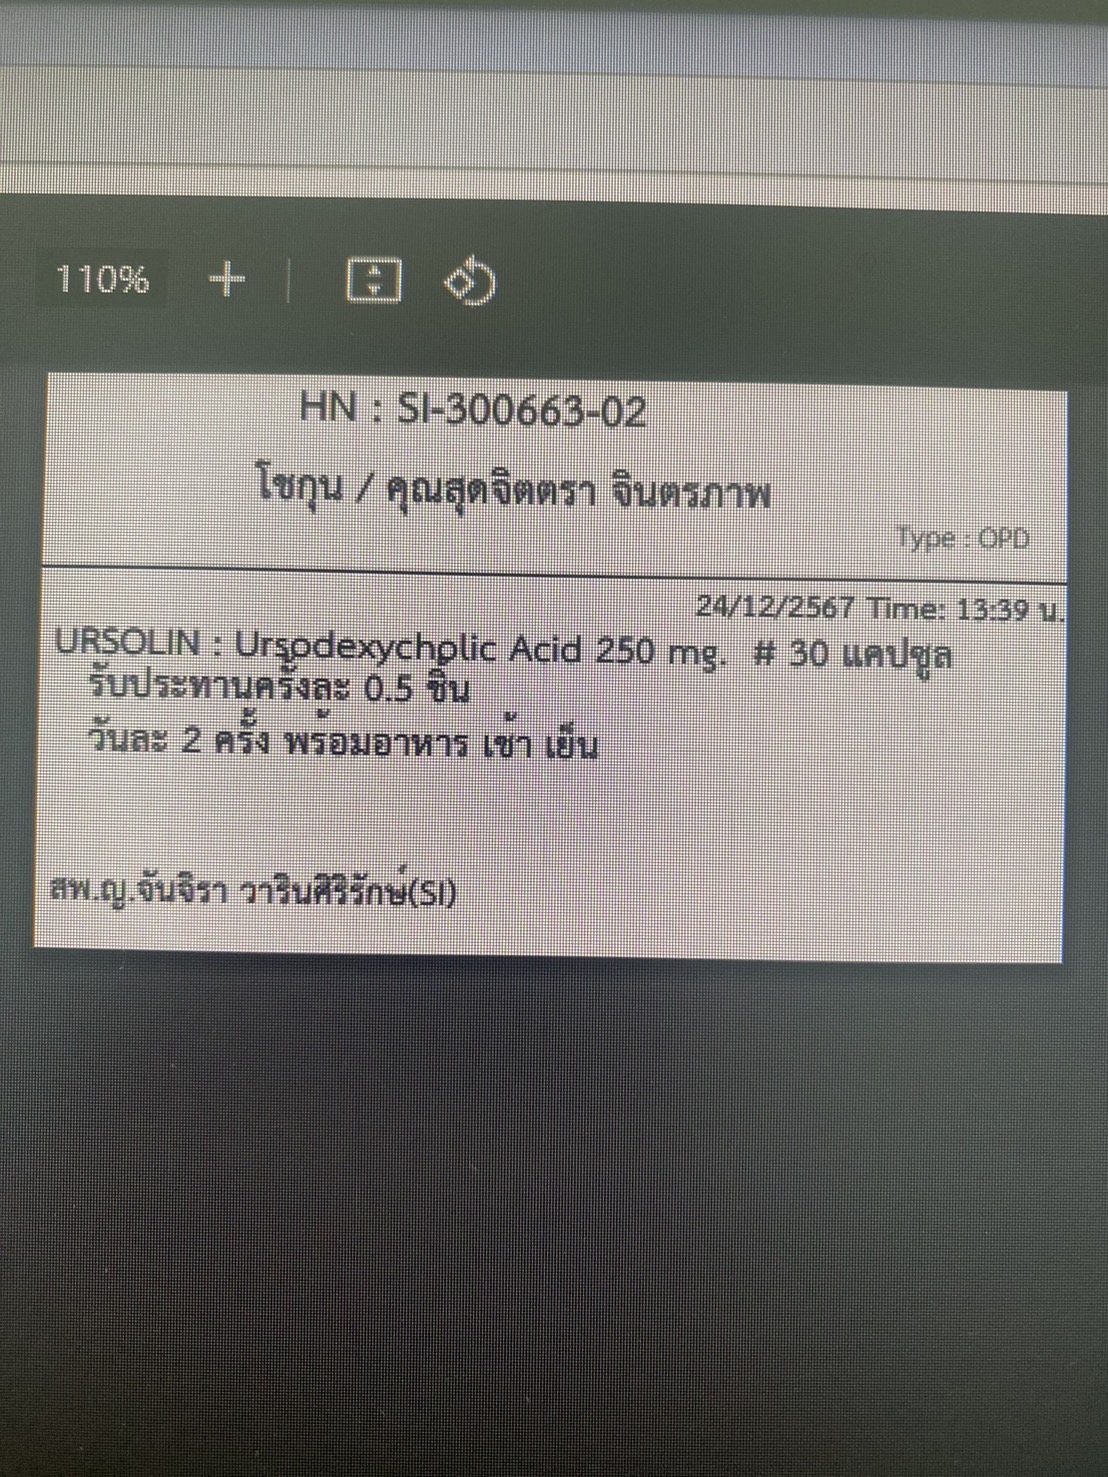 110%
HN : SI-300663-02
โชกุน / คุณสุดจิตตรา จินตรภาพ
Type : OPD
24/12/2567 Time: 13:39 น.
URSOLIN : Ursodexycholic Acid 250 mg. # 30 แคปซูล
รับประทานครั้งละ 0.5 ชิ้น
วันละ 2 ครั้ง พร้อมอาหาร เช้า เย็น
สพ.ญ.จันจิรา วารินศิริรักษ์(SI)